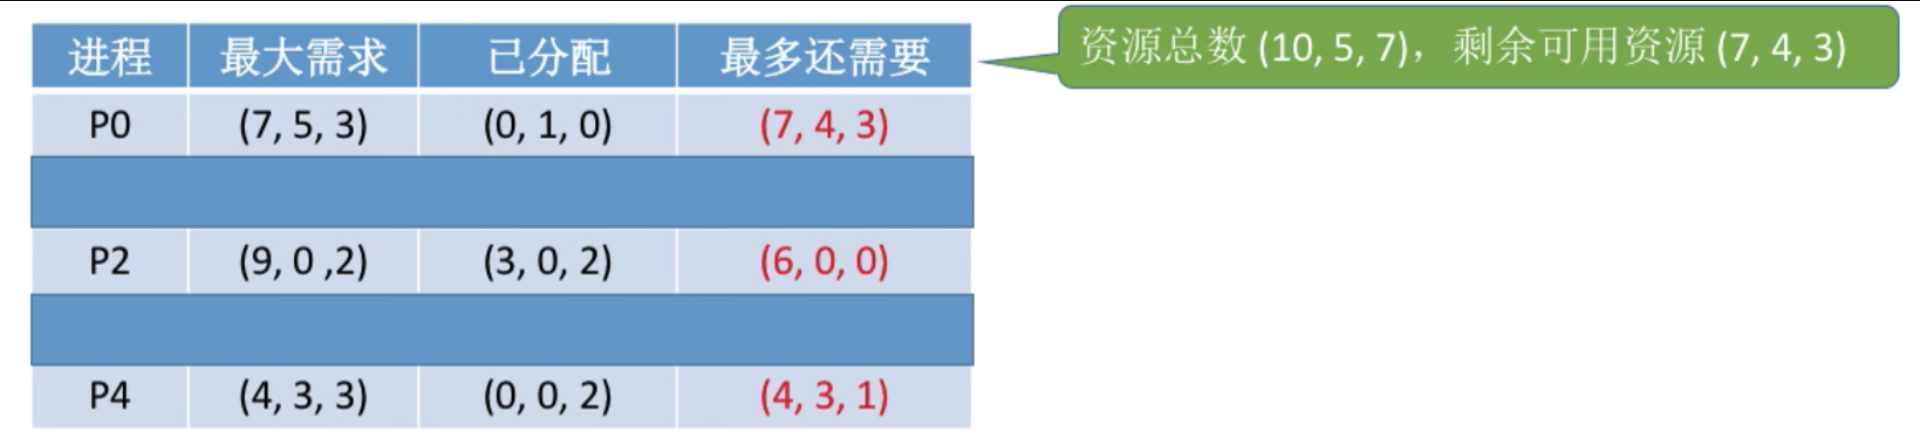 进程 最大需求 已分配 最多还需要
资源总数 (10, 5, 7)，剩余可用资源 (7, 4, 3)
P0 (7, 5, 3) (0, 1, 0) (7, 4, 3)
P2 (9, 0 ,2) (3, 0, 2) (6, 0, 0)
P4 (4, 3, 3) (0, 0, 2) (4, 3, 1)